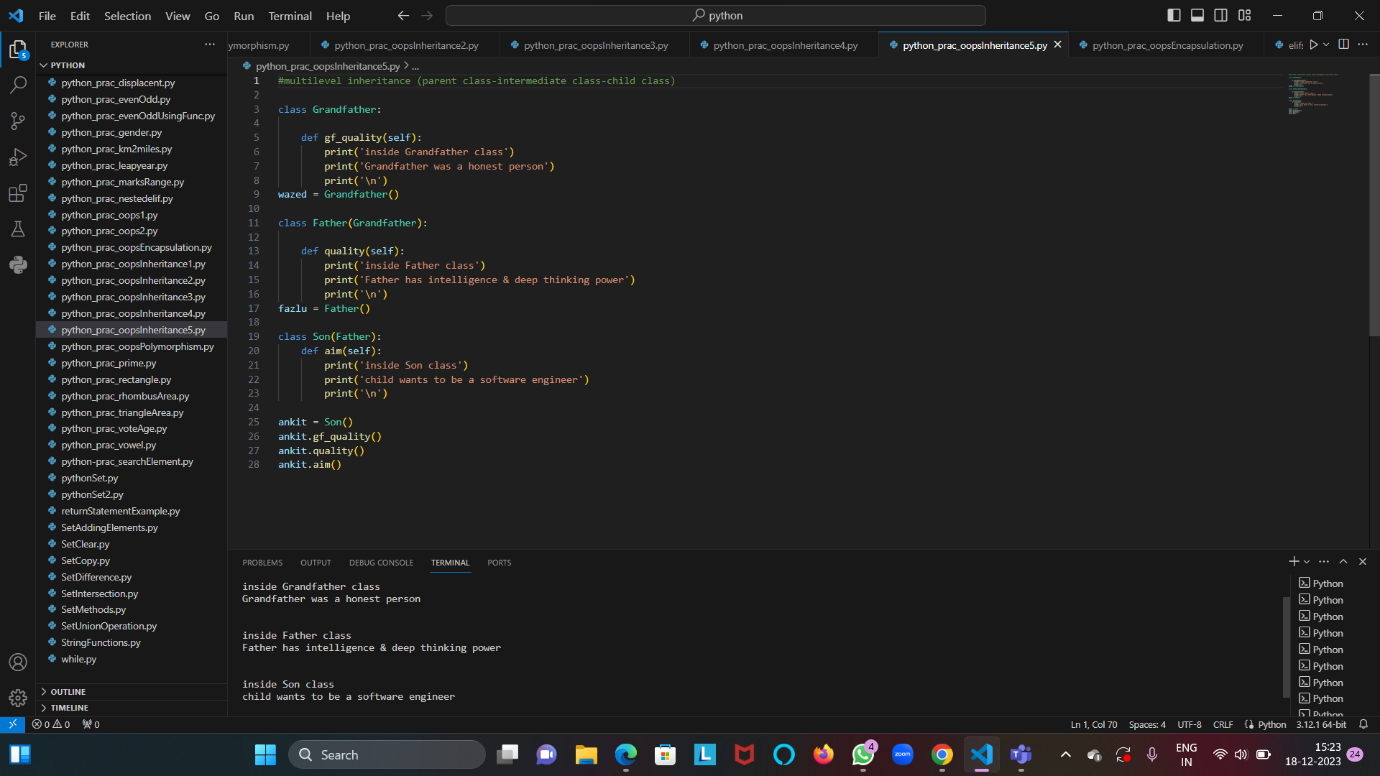 File Edit Selection View Go Run Terminal Help
python
EXPLORER
PYTHON
python_prac_displacent.py
python_prac_evenOdd.py
python_prac_evenOddUsingFunc.py
python_prac_gender.py
python_prac_km2miles.py
python_prac_leapyear.py
python_prac_marksRange.py
python_prac_nestedelif.py
python_prac_oops1.py
python_prac_oops2.py
python_prac_oopsEncapsulation.py
python_prac_oopsInheritance1.py
python_prac_oopsInheritance2.py
python_prac_oopsInheritance3.py
python_prac_oopsInheritance4.py
python_prac_oopsInheritance5.py
python_prac_oopsPolymorphism.py
python_prac_prime.py
python_prac_rectangle.py
python_prac_rhombusArea.py
python_prac_triangleArea.py
python_prac_voteAge.py
python_prac_vowel.py
python-prac_searchElement.py
pythonSet.py
pythonSet2.py
returnStatementExample.py
SetAddingElements.py
SetClear.py
SetCopy.py
SetDifference.py
SetIntersection.py
SetMethods.py
SetUnionOperation.py
StringFunctions.py
while.py
OUTLINE
TIMELINE
ymorphism.py python_prac_oopsInheritance2.py python_prac_oopsInheritance3.py python_prac_oopsInheritance4.py python_prac_oopsInheritance5.py python_prac_oopsEncapsulation.py elif
python_prac_oopsInheritance5.py > ...
1 #multilevel inheritance (parent class-intermediate class-child class)
2
3 class Grandfather:
4
5 def gf_quality(self):
6 print('inside Grandfather class')
7 print('Grandfather was a honest person')
8 print('\n')
9 wazed = Grandfather()
10
11 class Father(Grandfather):
12
13 def quality(self):
14 print('inside Father class')
15 print('Father has intelligence & deep thinking power')
16 print('\n')
17 fazlu = Father()
18
19 class Son(Father):
20 def aim(self):
21 print('inside Son class')
22 print('child wants to be a software engineer')
23 print('\n')
24
25 ankit = Son()
26 ankit.gf_quality()
27 ankit.quality()
28 ankit.aim()
PROBLEMS OUTPUT DEBUG CONSOLE TERMINAL PORTS
inside Grandfather class
Grandfather was a honest person
inside Father class
Father has intelligence & deep thinking power
inside Son class
child wants to be a software engineer
Python
Python
Python
Python
Python
Python
Python
Python
Python
5
0 0 0
Ln 1, Col 70 Spaces: 4 UTF-8 CRLF Python 3.12.1 64-bit
Search
L
4
zoom
ENG
IN
15:23
18-12-2023
24